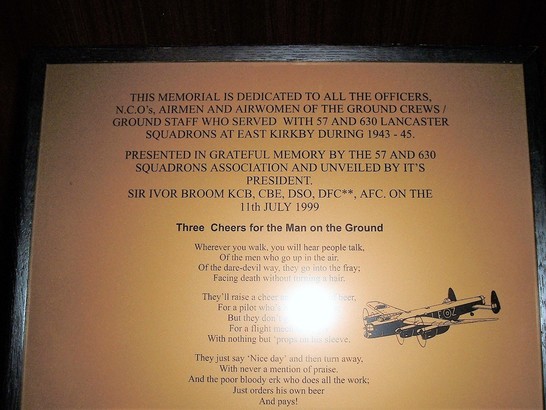 THIS MEMORIAL IS DEDICATED TO ALL THE OFFICERS,
N.C.O's, AIRMEN AND AIRWOMEN OF THE GROUND CREWS /
GROUND STAFF WHO SERVED WITH 57 AND 630 LANCASTER
SQUADRONS AT EAST KIRKBY DURING 1943 - 45.
PRESENTED IN GRATEFUL MEMORY BY THE 57 AND 630
SQUADRONS ASSOCIATION AND UNVEILED BY IT'S
PRESIDENT.
SIR IVOR BROOM KCB, CBE, DSO, DFC**, AFC. ON THE
11th JULY 1999
Three Cheers for the Man on the Ground
Wherever you walk, you will hear people talk,
Of the men who go up in the air,
Of the dare-devil way, they go into the fray;
Facing death without turning a hair.
They'll raise a cheer beer,
For a pilot who's
But they don't
For a flight
With nothing but 'props on his sleeve.
They just say 'Nice day' and then turn away,
With never a mention of praise.
And the poor bloody erk who does all the work;
Just orders his own beer
And pays!